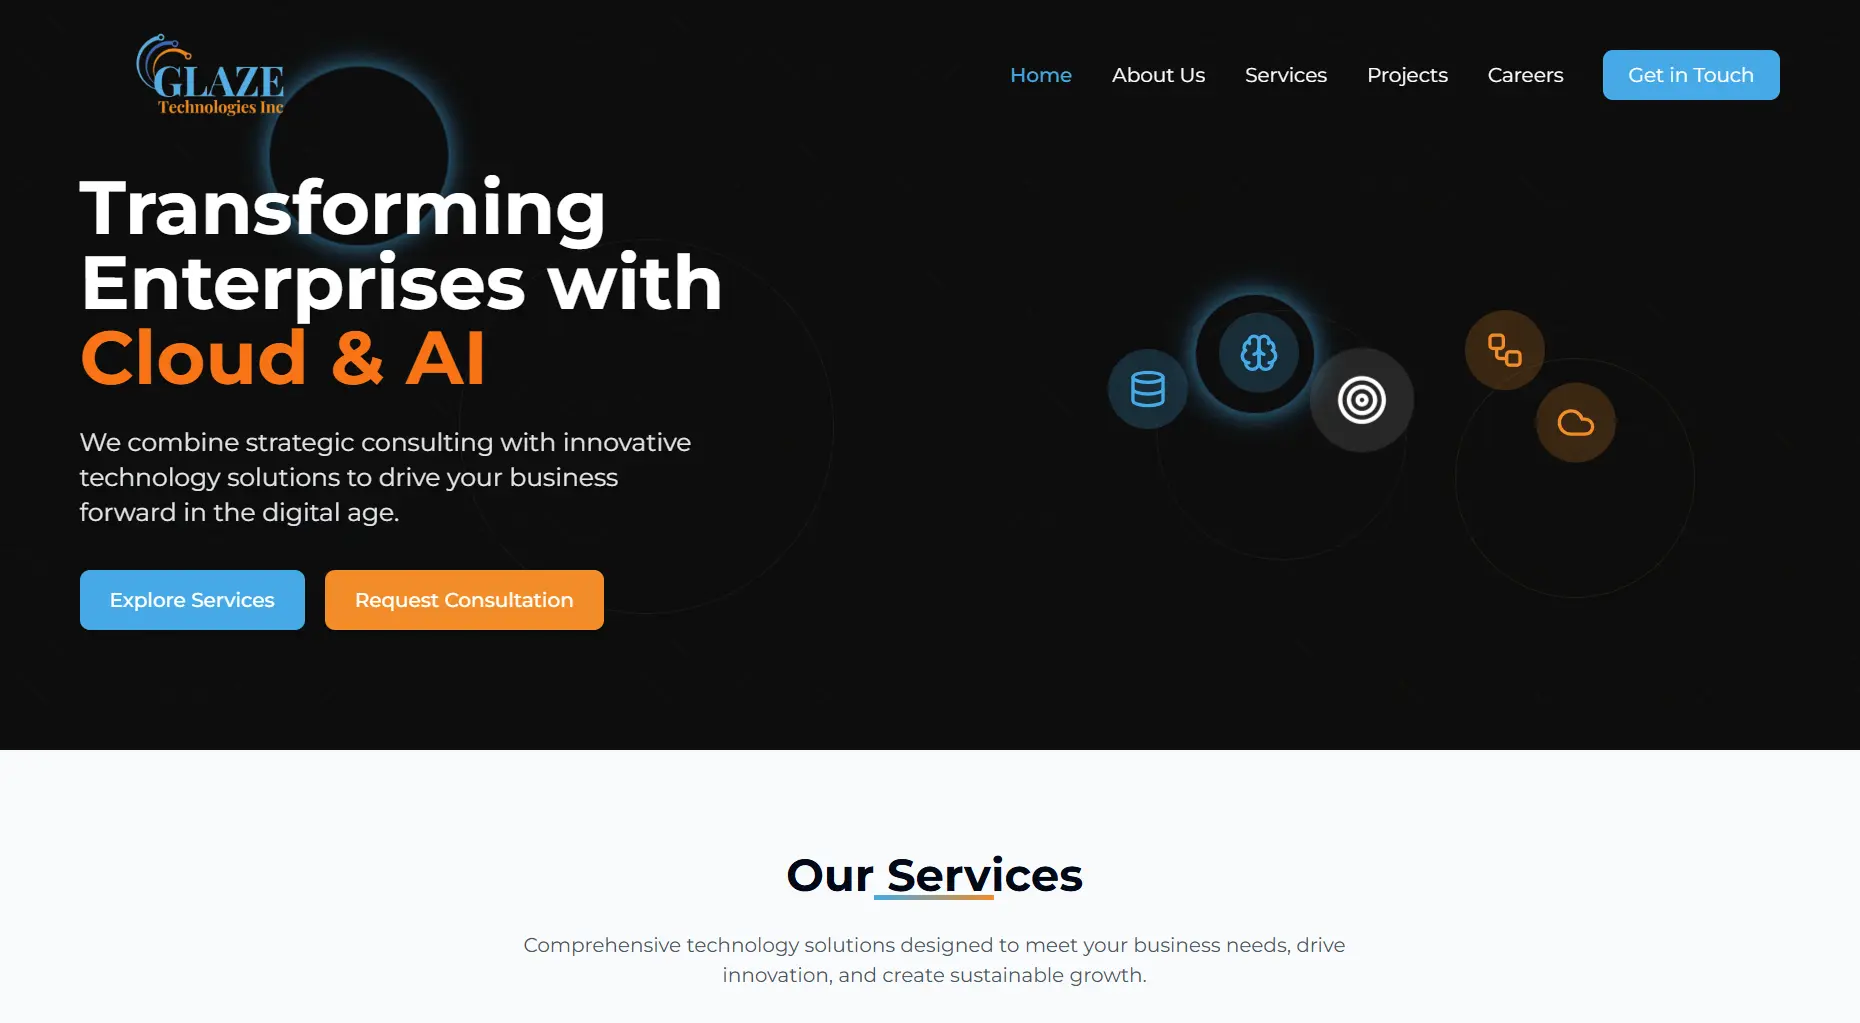 GLAZE
Technologies Inc
Home
About Us
Services
Projects
Careers
Get in Touch
Transforming
Enterprises with
Cloud & AI
We combine strategic consulting with innovative
technology solutions to drive your business
forward in the digital age.
Explore Services
Request Consultation
Our Services
Comprehensive technology solutions designed to meet your business needs, drive
innovation, and create sustainable growth.